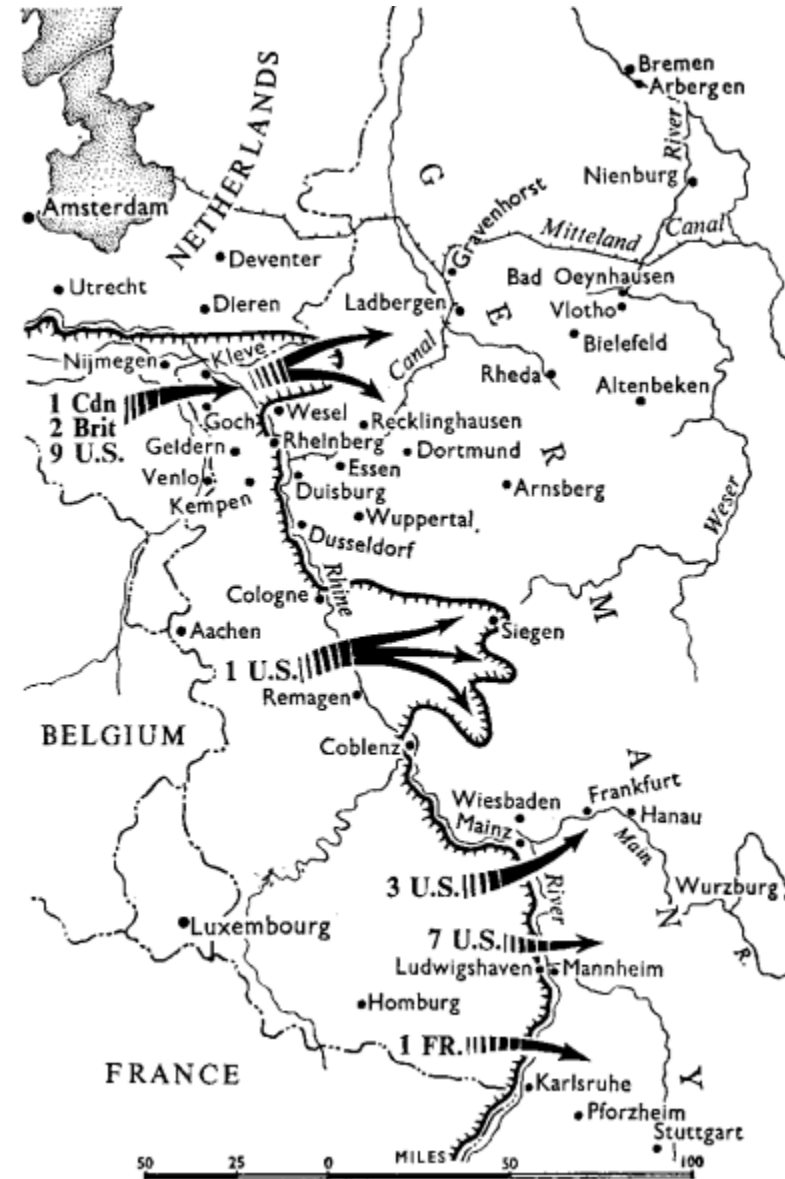 Bremen
Arbergen
NETHERLANDS
GERMANY
River
Nienburg
Amsterdam
Gravenhorst
Mitteland Canal
Deventer
Bad Oeynhausen
Utrecht
Dieren
Ladbergen
Vlotho
Bielefeld
Nijmegen
Kleve
Canal
Rheda
Altenbeken
1 Cdn
2 Brit
9 U.S.
Goch
Wesel
Recklinghausen
Geldern
Rheinberg
Dortmund
Essen
Venlo
Duisburg
Arnsberg
Kempen
Wuppertal
Weser
Dusseldorf
Rhine
Cologne
Siegen
Aachen
1 U.S.
Remagen
BELGIUM
Coblenz
Frankfurt
Wiesbaden
Hanau
Mainz
Main
3 U.S.
River
Wurzburg
Luxembourg
7 U.S.
R.
Ludwigshaven
Mannheim
Homburg
1 FR.
FRANCE
Karlsruhe
Pforzheim
Stuttgart
MILES
50 25 0 50 100